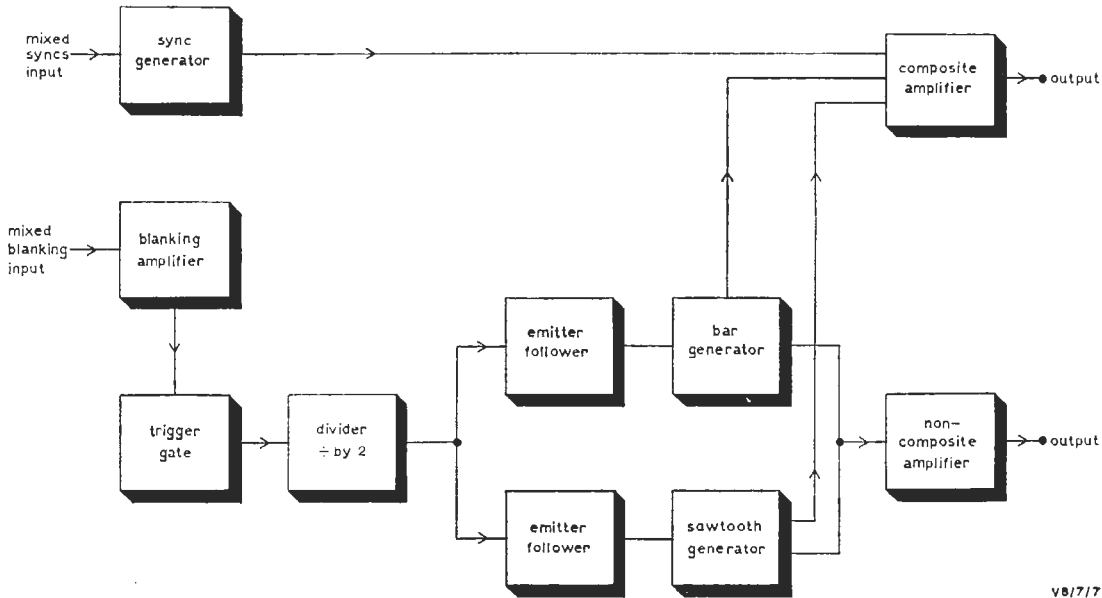 mixed
syncs
input
sync
generator
composite
amplifier
output
mixed
blanking
input
blanking
amplifier
emitter
follower
bar
generator
trigger
gate
divider
÷ by 2
non-
composite
amplifier
output
emitter
follower
sawtooth
generator
V8/7/7